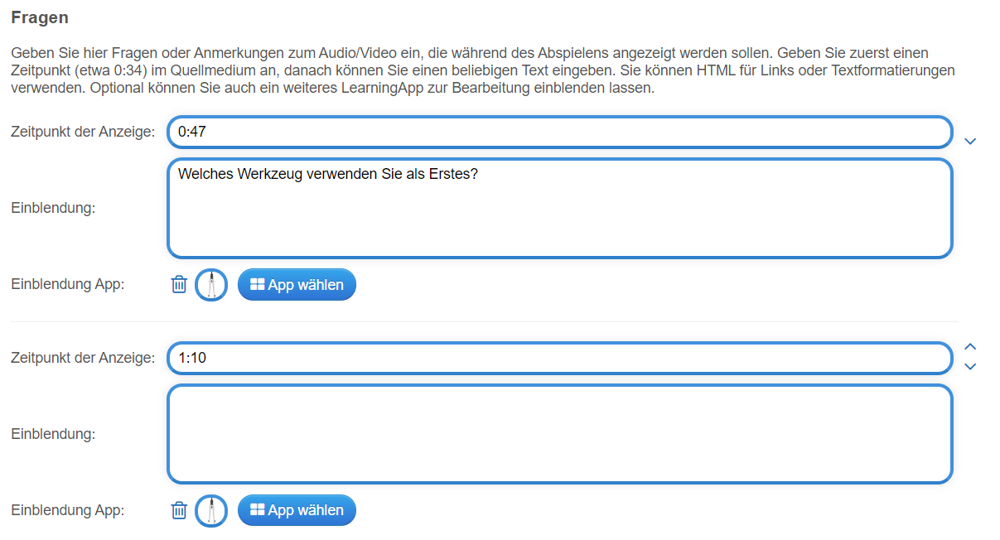 Fragen
Geben Sie hier Fragen oder Anmerkungen zum Audio/Video ein, die während des Abspielens angezeigt werden sollen. Geben Sie zuerst einen
Zeitpunkt (etwa 0:34) im Quellmedium an, danach können Sie einen beliebigen Text eingeben. Sie können HTML für Links oder Textformatierungen
verwenden. Optional können Sie auch ein weiteres LearningApp zur Bearbeitung einblenden lassen.
Zeitpunkt der Anzeige: 0:47
Welches Werkzeug verwenden Sie als Erstes?
Einblendung:
Einblendung App: App wählen
Zeitpunkt der Anzeige: 1:10
Einblendung:
Einblendung App: App wählen